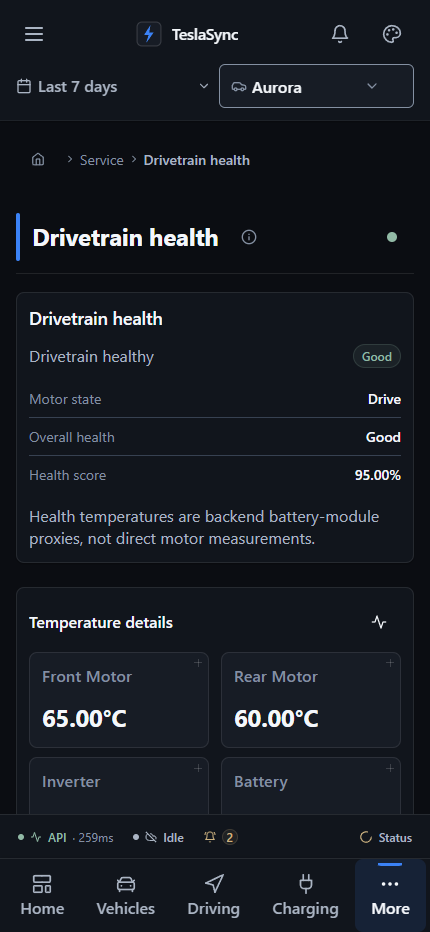 TeslaSync
Last 7 days
Aurora
Service
Drivetrain health
Drivetrain health
Drivetrain health
Drivetrain healthy
Good
Motor state
Drive
Overall health
Good
Health score
95.00%
Health temperatures are backend battery-module
proxies, not direct motor measurements.
Temperature details
Front Motor
Rear Motor
65.00°C
60.00°C
Inverter
Battery
API · 259ms
Idle
2
Status
Home
Vehicles
Driving
Charging
More